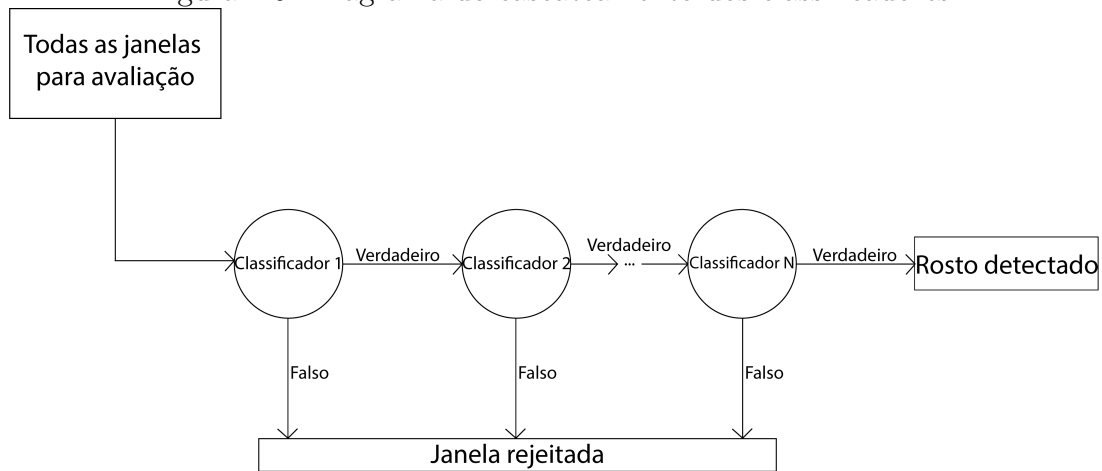 Todas as janelas
para avaliação
Classificador 1
Verdadeiro
Classificador 2
Verdadeiro
...
Classificador N
Verdadeiro
Rosto detectado
Falso
Falso
Falso
Janela rejeitada